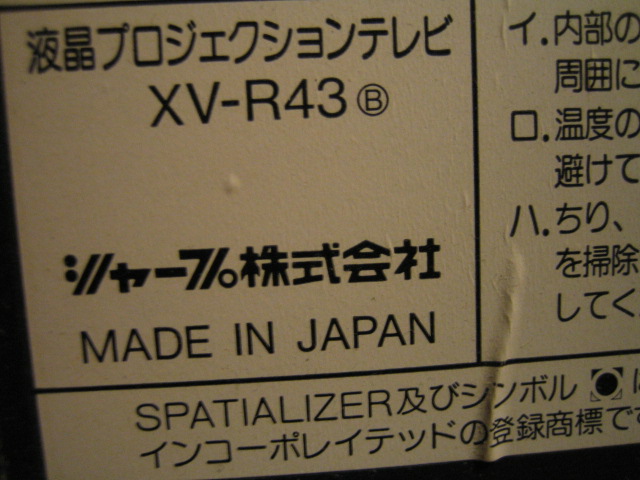 液晶プロジェクションテレビ
XV-R43 Ⓑ
シャープ株式会社
MADE IN JAPAN
イ.内部の
周囲に
ロ.温度の
避けて
ハ.ちり、
を掃除
してく
SPATIALIZER及びシンボル
インコーポレイテッドの登録商標で